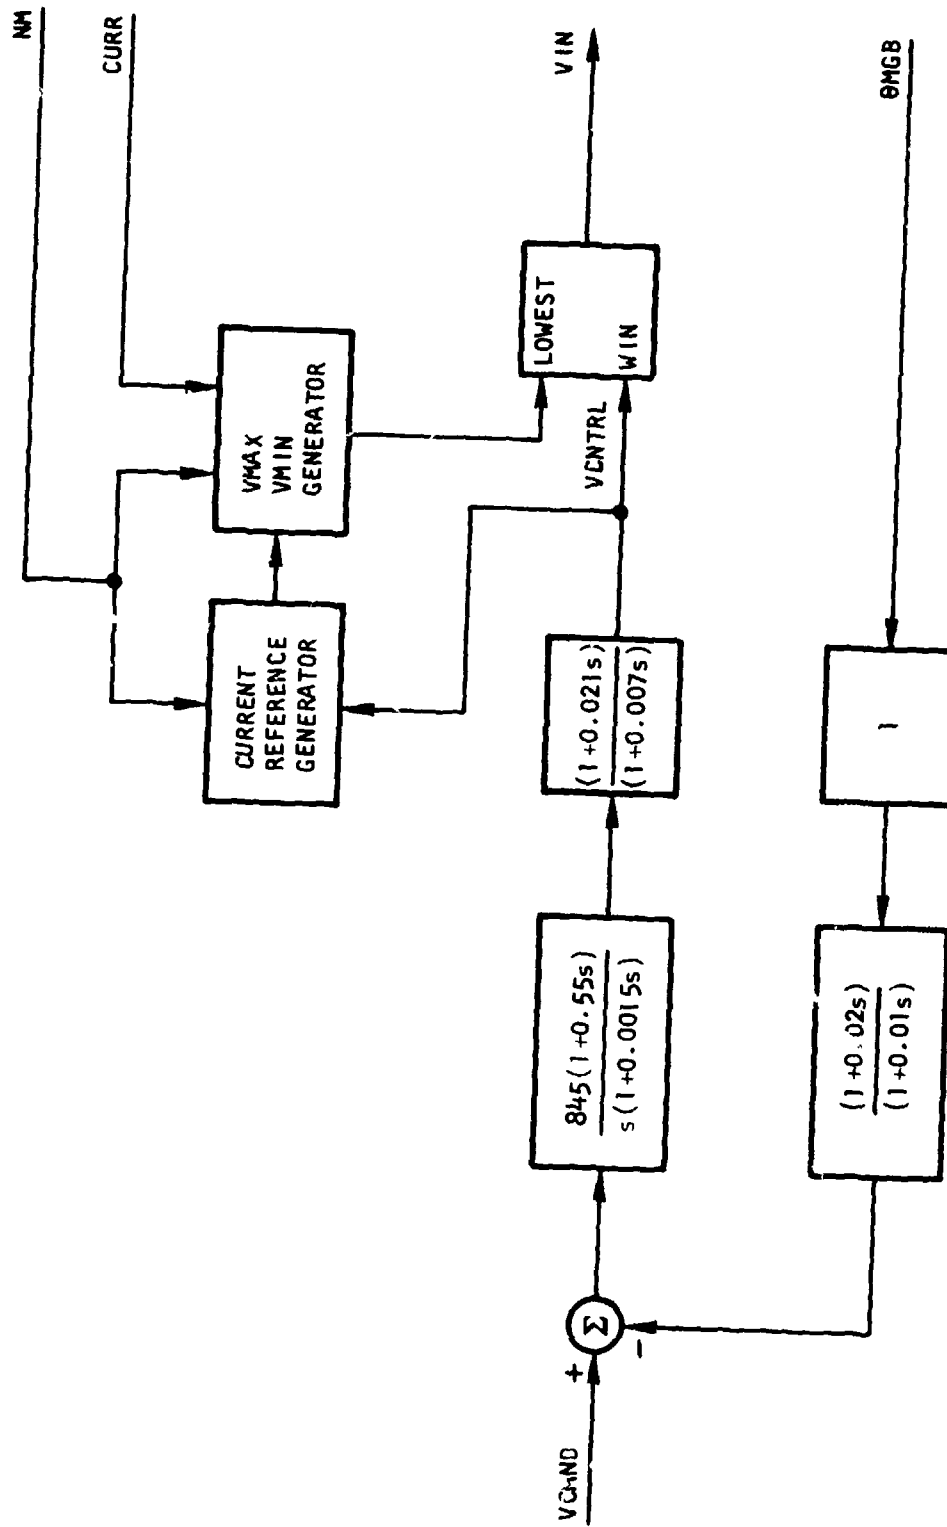 NM
CURR
CURRENT
REFERENCE
GENERATOR
VMAX
VMIN
GENERATOR
LOWEST
WIN
VIN
VCNTRL
VCMND
+
Σ
-
845(1+0.55s)
s(1+0.0015s)
(1+0.021s)
(1+0.007s)
(1+0.02s)
(1+0.01s)
1
θMGB